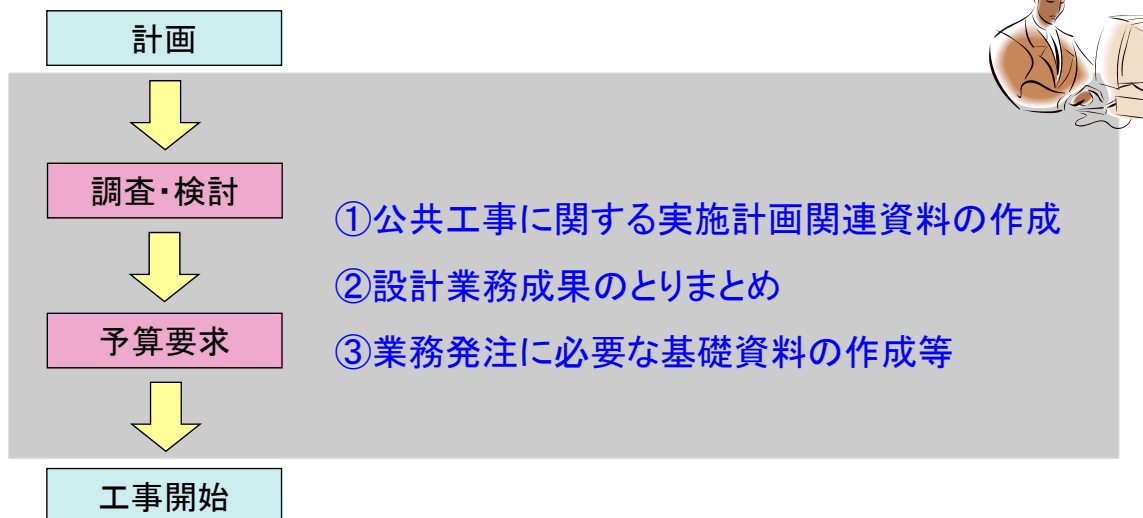 計画
調査・検討
①公共工事に関する実施計画関連資料の作成
②設計業務成果のとりまとめ
予算要求
③業務発注に必要な基礎資料の作成等
工事開始